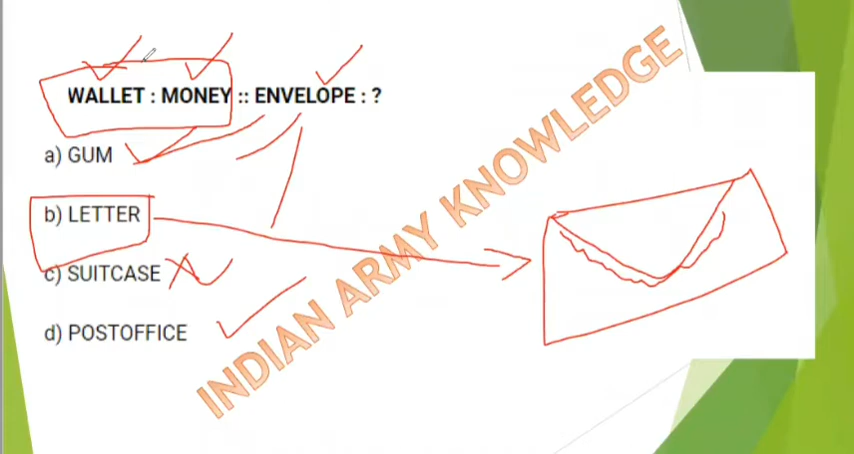 WALLET : MONEY :: ENVELOPE : ?
a) GUM
b) LETTER
c) SUITCASE
d) POSTOFFICE
INDIAN ARMY KNOWLEDGE